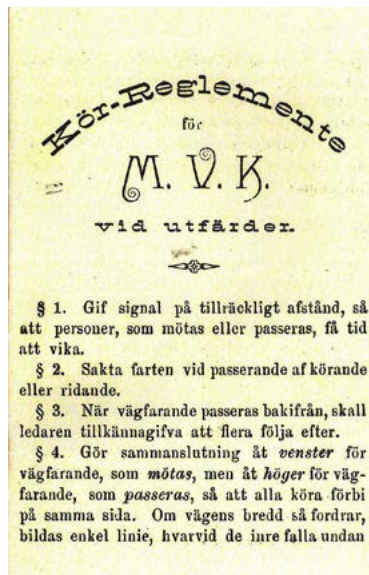 Kör-Reglemente
för
M. V. K.
vid utfärder.
§ 1. Gif signal på tillräckligt afstånd, så
att personer, som mötas eller passeras, få tid
att vika.
§ 2. Sakta farten vid passerande af körande
eller ridande.
§ 3. När vägfarande passeras bakifrån, skall
ledaren tillkännagifva att flera följa efter.
§ 4. Gör sammanslutning åt venster för
vägfarande, som mötas, men åt höger för väg-
farande, som passeras, så att alla köra förbi
på samma sida. Om vägens bredd så fordrar,
bildas enkel linie, hvarvid de inre falla undan